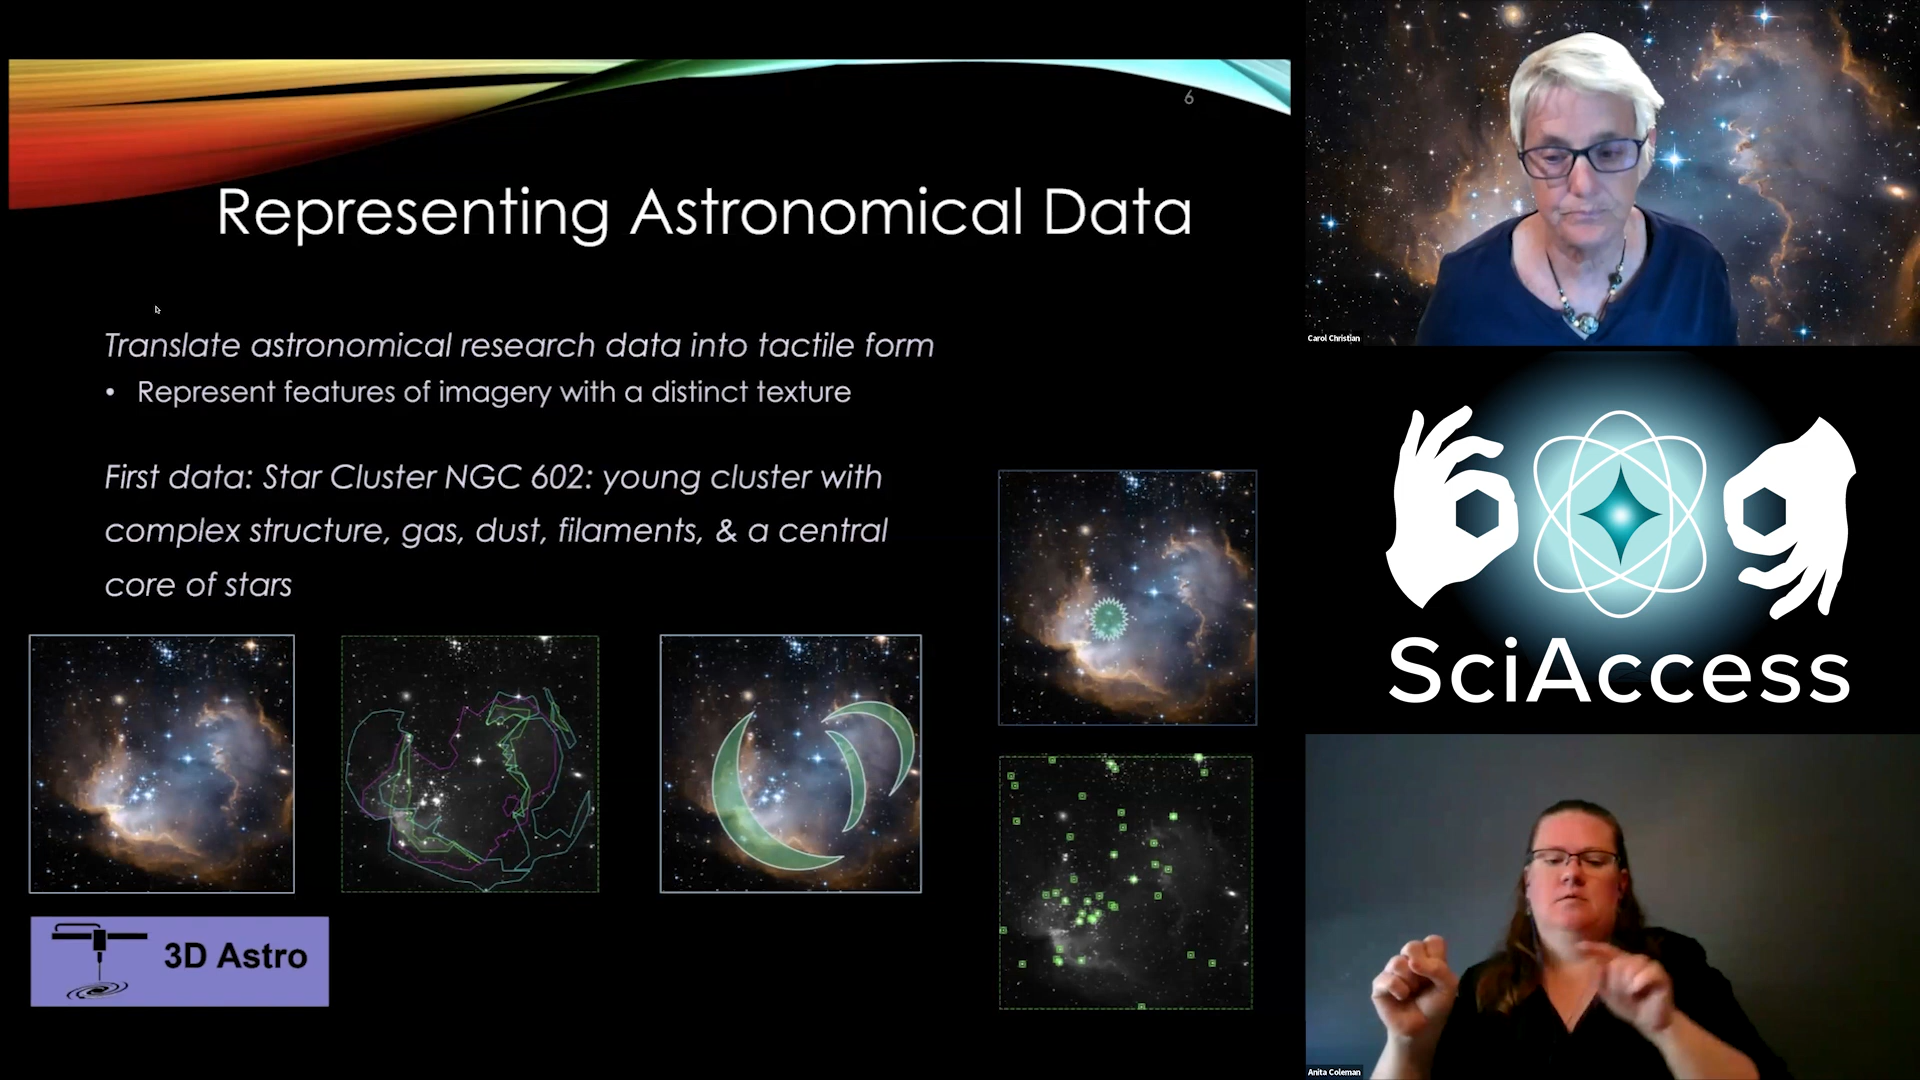 6
Representing Astronomical Data
Translate astronomical research data into tactile form
• Represent features of imagery with a distinct texture
First data: Star Cluster NGC 602: young cluster with
complex structure, gas, dust, filaments, & a central
core of stars
3D Astro
Carol Christian
SciAccess
Anita Coleman